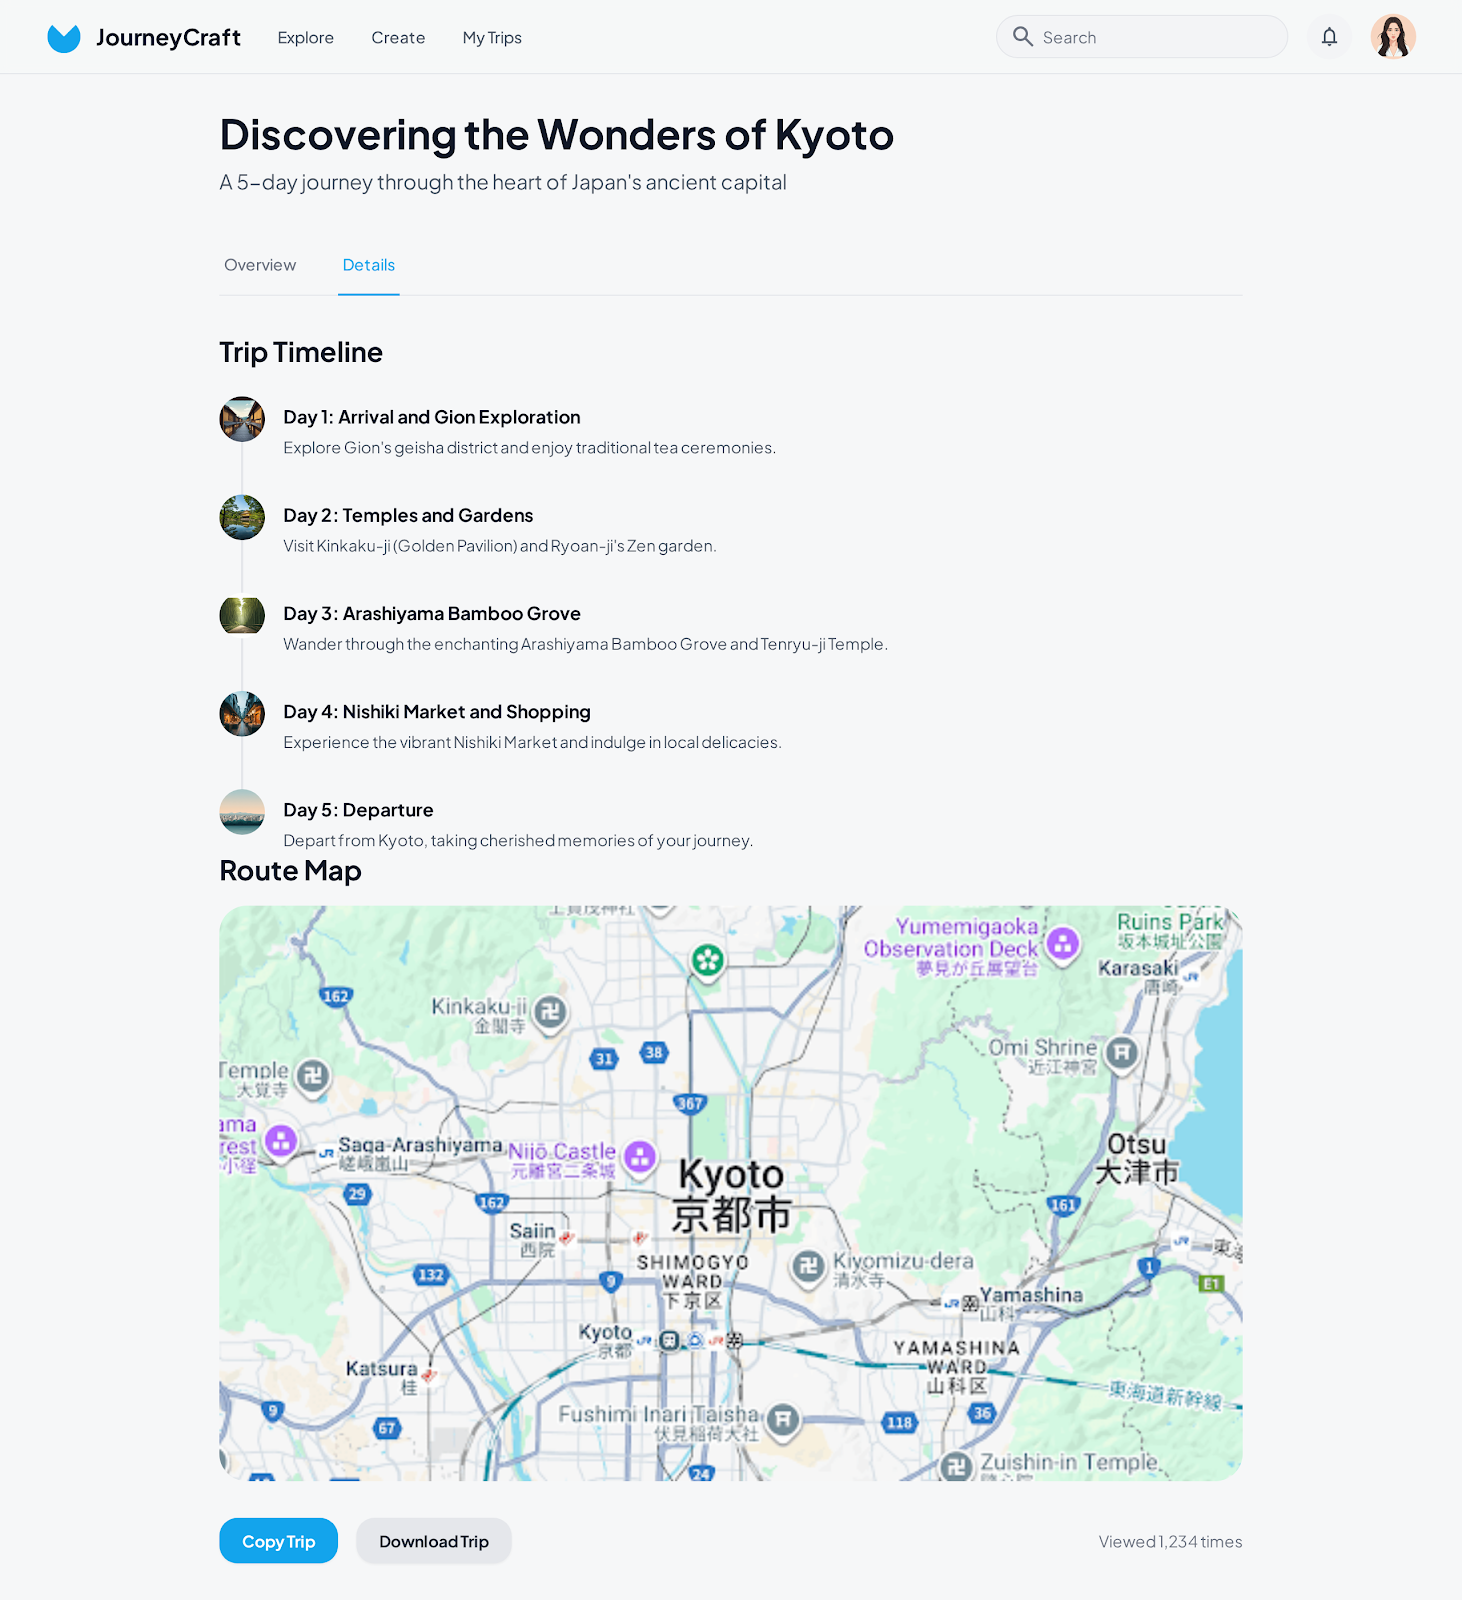 JourneyCraft
Explore
Create
My Trips
Search
Discovering the Wonders of Kyoto
A 5-day journey through the heart of Japan's ancient capital
Overview
Details
Trip Timeline
Day 1: Arrival and Gion Exploration
Explore Gion's geisha district and enjoy traditional tea ceremonies.
Day 2: Temples and Gardens
Visit Kinkaku-ji (Golden Pavilion) and Ryoan-ji's Zen garden.
Day 3: Arashiyama Bamboo Grove
Wander through the enchanting Arashiyama Bamboo Grove and Tenryu-ji Temple.
Day 4: Nishiki Market and Shopping
Experience the vibrant Nishiki Market and indulge in local delicacies.
Day 5: Departure
Depart from Kyoto, taking cherished memories of your journey.
Route Map
Yumemigaoka
Observation Deck
夢見が丘展望台
Ruins Park
坂本城址公園
Karasaki
JR
唐崎
162
Kinkaku-ji
金閣寺
31
38
Omi Shrine
近江神宮
Temple
大覚寺
367
ama
rest
小径
JR
Saga-Arashiyama
嵯峨嵐山
Nijō Castle
元離宮二条城
Kyoto
京都市
Otsu
大津市
29
162
161
Saiin
西院
JR
SHIMOGYO
WARD
下京区
Kiyomizu-dera
清水寺
132
9
1
E1
JR
Yamashina
山科
Kyoto
京都
JR
YAMASHINA
WARD
山科区
Katsura
桂
東海道新幹線
9
67
Fushimi Inari Taisha
伏見稲荷大社
118
36
24
Zuishin-in Temple
Copy Trip
Download Trip
Viewed 1,234 times